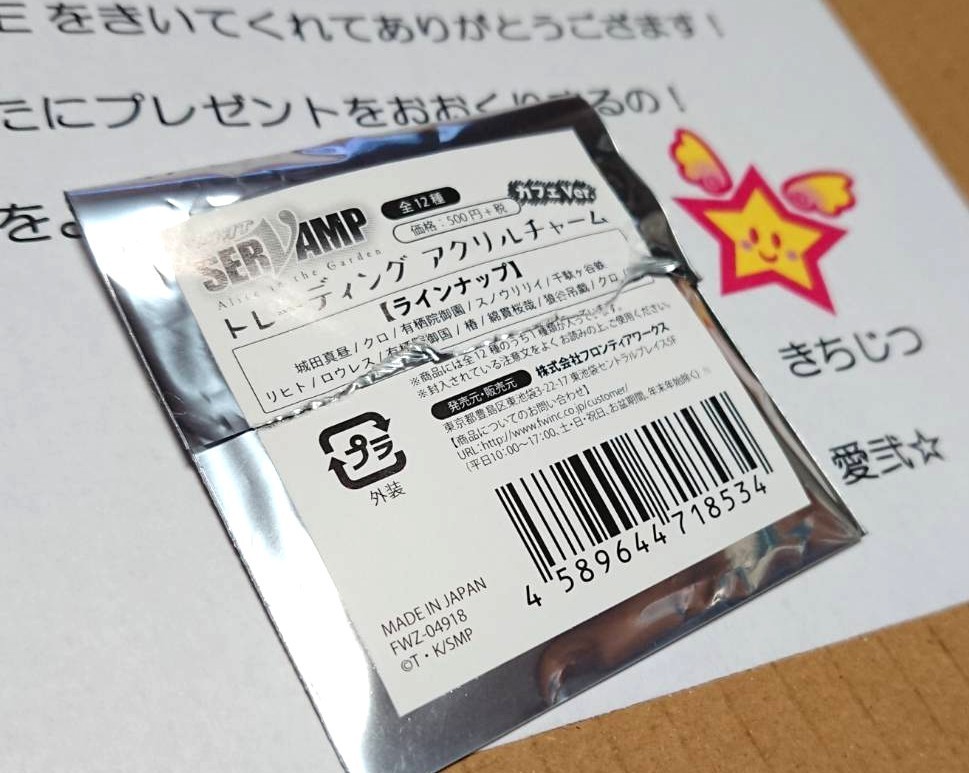 をきいてくれてありがとうござます!
たにプレゼントをおおくりするの!
を
きちじつ
愛弐☆
SERVAMP
Alice in the Garden
全12種
価格:500円+税
カフェVer.
トレーディング アクリルチャーム
【ラインナップ】
城田真昼/クロ/有栖院御園/スノウリリイ/千駄ヶ谷鉄
リヒト/ロウレス/有栖院御国/椿/綿貫桜哉/狼谷吊戯/クロ
※商品には全12種のうち1種類が入っています。
※封入されている注意文をよくお読みの上、ご使用ください。
発売元・販売元 株式会社フロンティアワークス
東京都豊島区東池袋3-22-17 東池袋セントラルプレイス5F
【商品についてのお問い合わせ】
URL:http://www.fwinc.co.jp/customer/
(平日10:00~17:00、土・日・祝日、お盆期間、年末年始除く)
プラ
外装
4 589644 718534
MADE IN JAPAN
FWZ-04918
©T・K/SMP